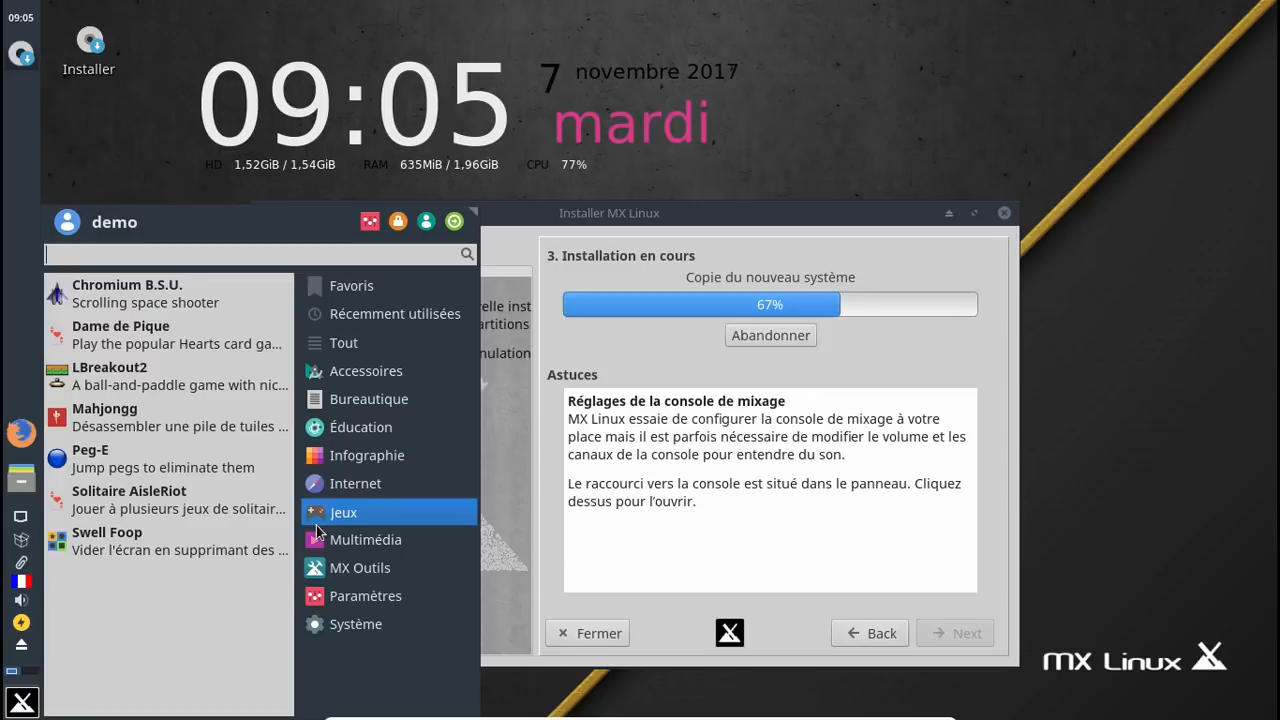 09:05
Installer
09:05
7 novembre 2017
mardi
HD 1,52GiB / 1,54GiB RAM 635MiB / 1,96GiB CPU 77%
demo
Chromium B.S.U.
Scrolling space shooter
Dame de Pique
Play the popular Hearts card ga...
LBreakout2
A ball-and-paddle game with nic...
Mahjongg
Désassembler une pile de tuiles ...
Peg-E
Jump pegs to eliminate them
Solitaire AisleRiot
Jouer à plusieurs jeux de solitair...
Swell Foop
Vider l'écran en supprimant des ...
Favoris
Récemment utilisées
Tout
Accessoires
Bureautique
Éducation
Infographie
Internet
Jeux
Multimédia
MX Outils
Paramètres
Système
Installer MX Linux
3. Installation en cours
Copie du nouveau système
67%
Abandonner
Astuces
Réglages de la console de mixage
MX Linux essaie de configurer la console de mixage à votre
place mais il est parfois nécessaire de modifier le volume et les
canaux de la console pour entendre du son.
Le raccourci vers la console est situé dans le panneau. Cliquez
dessus pour l'ouvrir.
Fermer
Back
Next
MX Linux